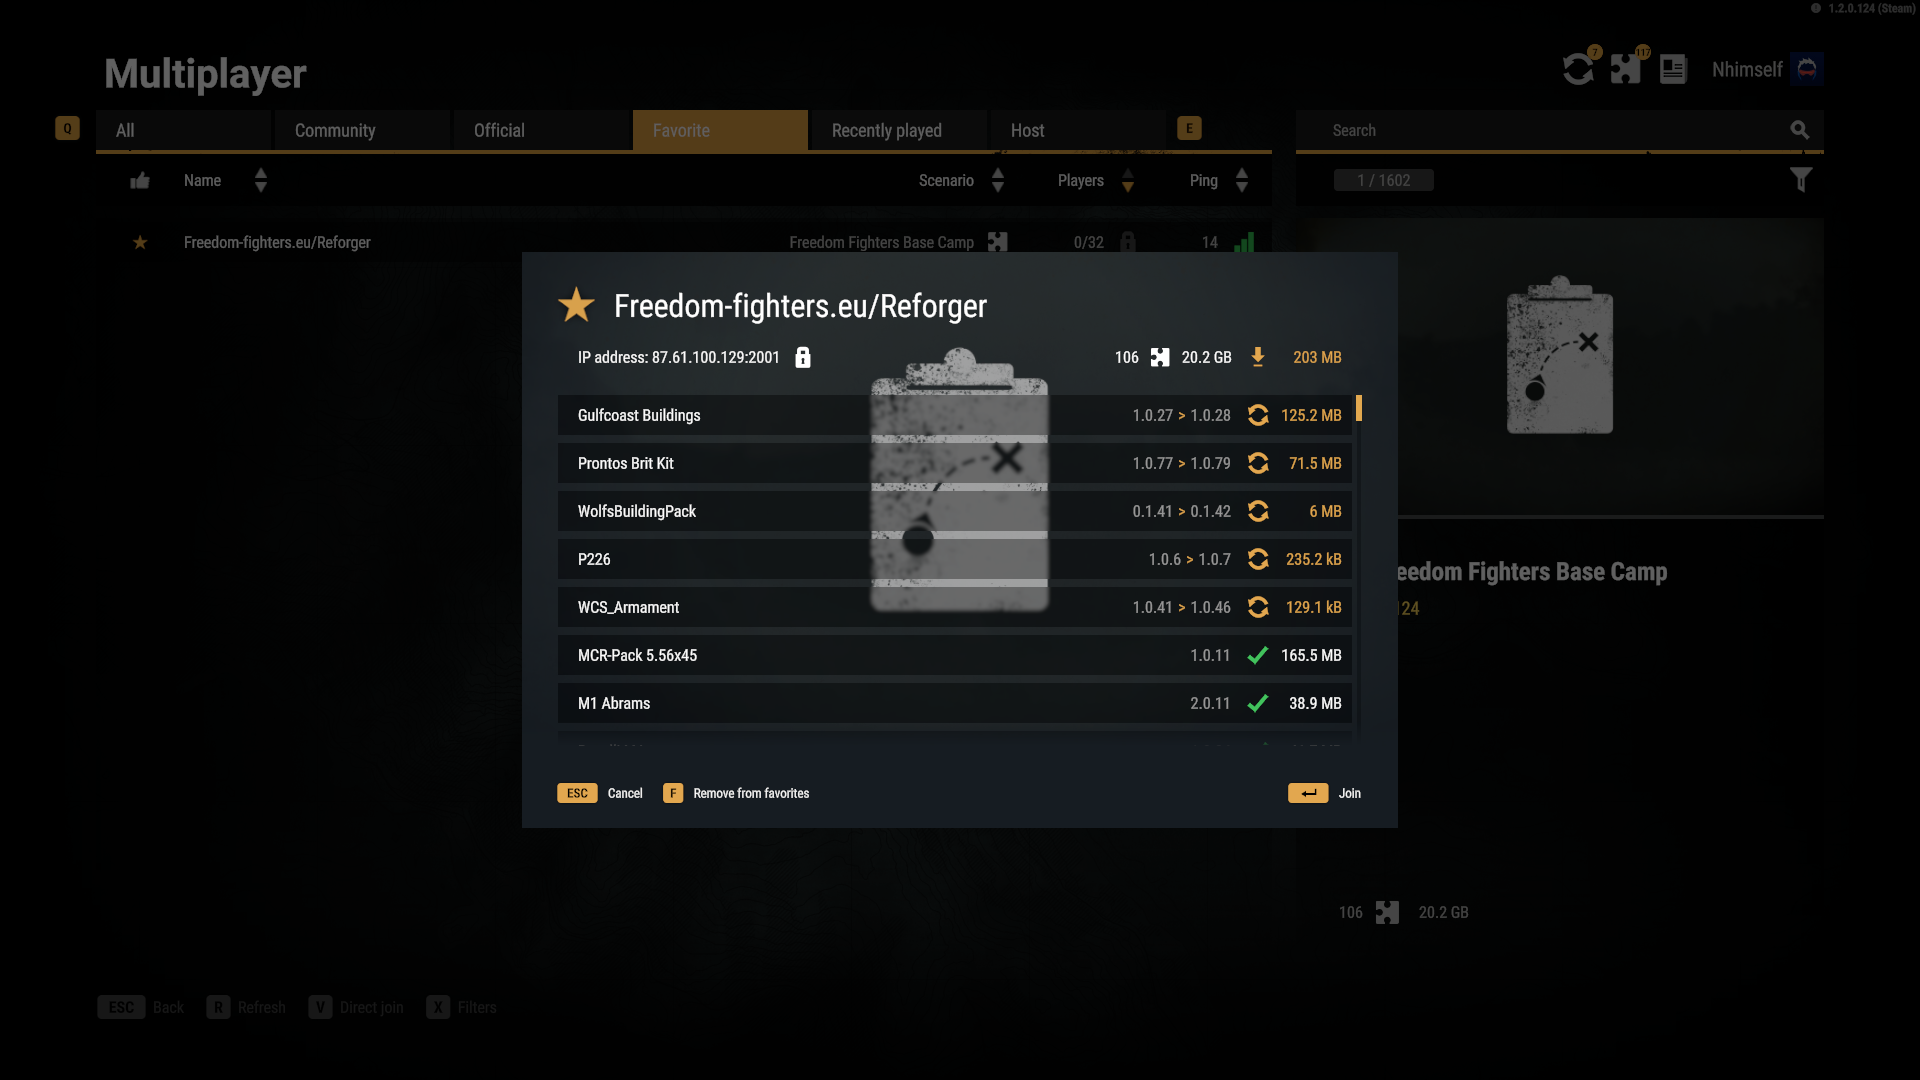 1.2.0.124 (Steam)
Multiplayer
7
117
Nhimself
Q
All
Community
Official
Favorite
Recently played
Host
E
Search
Name
Scenario
Players
Ping
1 / 1602
Freedom-fighters.eu/Reforger
Freedom Fighters Base Camp
0/32
14
Freedom-fighters.eu/Reforger
IP address: 87.61.100.129:2001
106
20.2 GB
203 MB
Gulfcoast Buildings 1.0.27 > 1.0.28 125.2 MB
Prontos Brit Kit 1.0.77 > 1.0.79 71.5 MB
WolfsBuildingPack 0.1.41 > 0.1.42 6 MB
P226 1.0.6 > 1.0.7 235.2 kB
WCS_Armament 1.0.41 > 1.0.46 129.1 kB
MCR-Pack 5.56x45 1.0.11 165.5 MB
M1 Abrams 2.0.11 38.9 MB
eedom Fighters Base Camp
124
ESC Cancel
F Remove from favorites
Join
106
20.2 GB
ESC Back
R Refresh
V Direct join
X Filters